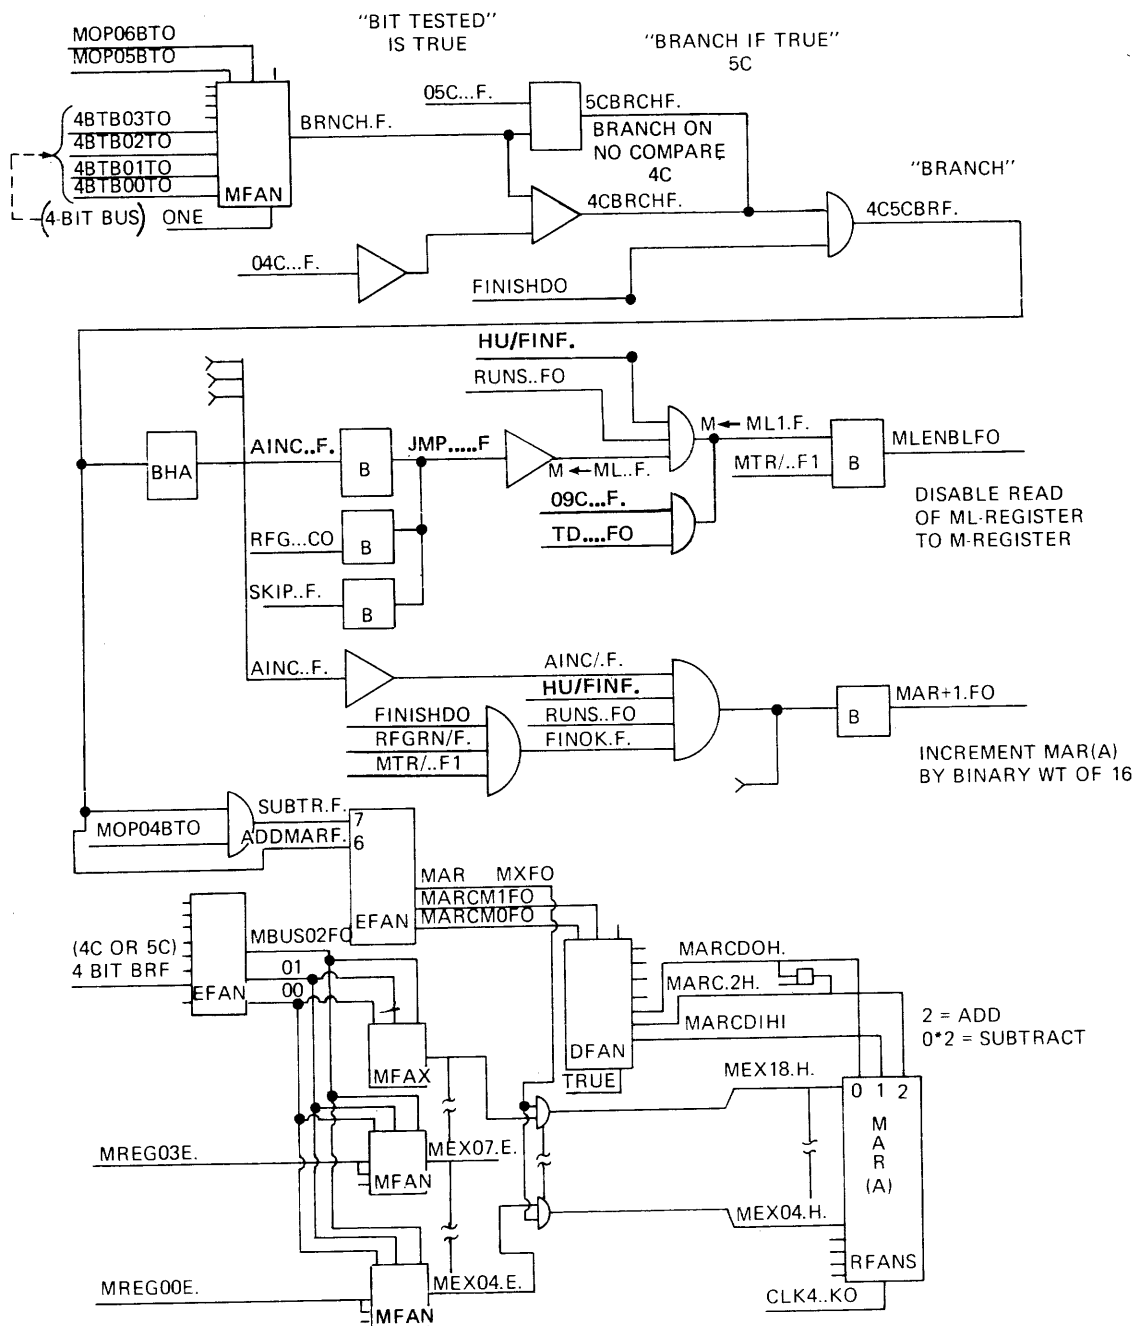 "BIT TESTED"
IS TRUE
"BRANCH IF TRUE"
5C
MOP06BTO
MOP05BTO
05C...F.
5CBRCHF.
4BTB03TO
4BTB02TO
4BTB01TO
4BTB00TO
BRNCH.F.
BRANCH ON
NO COMPARE
4C
"BRANCH"
MFAN
(4-BIT BUS)
ONE
4CBRCHF.
4C5CBRF.
04C...F.
FINISHDO
HU/FINF.
RUNS..FO
M ← ML1.F.
MLENBLFO
BHA
AINC..F.
B
JMP.....F
M ← ML..F.
MTR/..F1
B
09C...F.
DISABLE READ
OF ML-REGISTER
TO M-REGISTER
RFG...CO
B
TD....FO
SKIP..F.
B
AINC..F.
AINC/.F.
HU/FINF.
MAR+1.FO
FINISHDO
RUNS..FO
B
RFGRN/F.
FINOK.F.
MTR/..F1
INCREMENT MAR(A)
BY BINARY WT OF 16
SUBTR.F.
7
MOP04BTO
ADDMARF.
6
MAR MXFO
MARCM1FO
MARCM0FO
EFAN
(4C OR 5C)
4 BIT BRF
MBUS02FO
01
00
EFAN
MARCDOH.
MARC.2H.
MARCDIHI
2 = ADD
0*2 = SUBTRACT
DFAN
TRUE
MFAX
MEX18.H.
0 1 2
M
A
R
(A)
MREG03E.
MEX07.E.
MFAN
MEX04.H.
RFANS
MREG00E.
MEX04.E.
MFAN
CLK4..KO